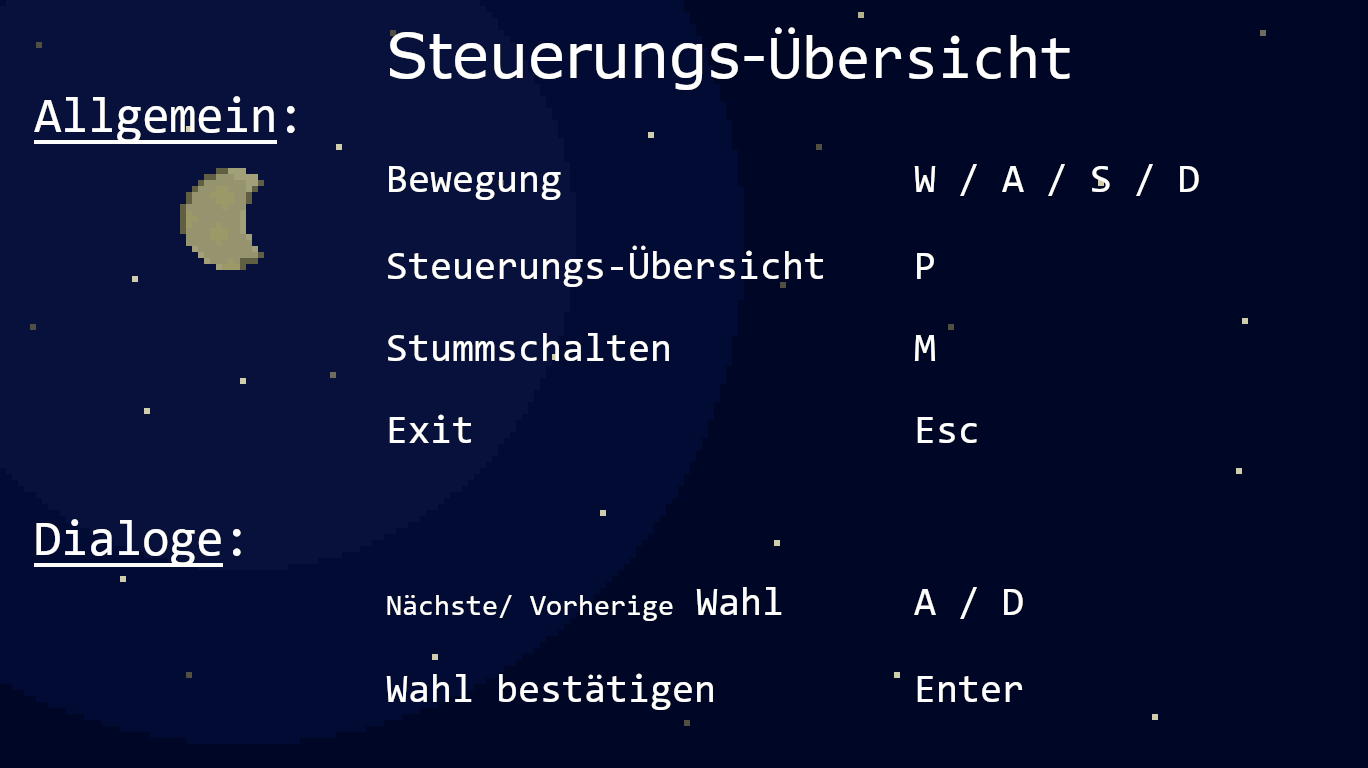 Steuerungs-Übersicht
Allgemein:
Bewegung W / A / S / D
Steuerungs-Übersicht P
Stummschalten M
Exit Esc
Dialoge:
Nächste/ Vorherige Wahl A / D
Wahl bestätigen Enter